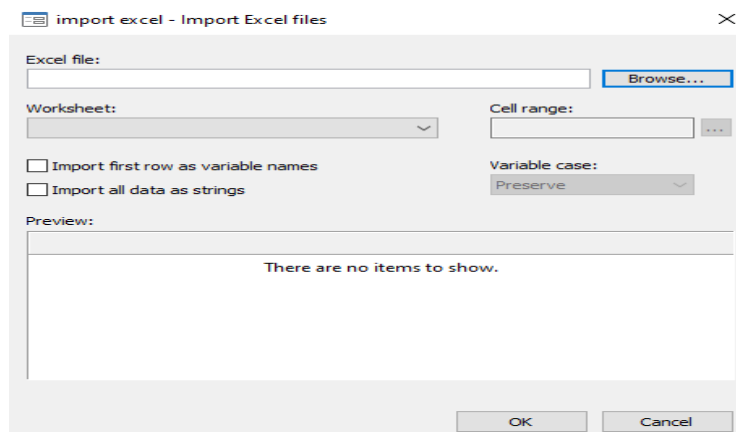 import excel - Import Excel files
Excel file:
Browse...
Worksheet:
Cell range:
...
Import first row as variable names
Variable case:
Import all data as strings
Preserve
Preview:
There are no items to show.
OK
Cancel